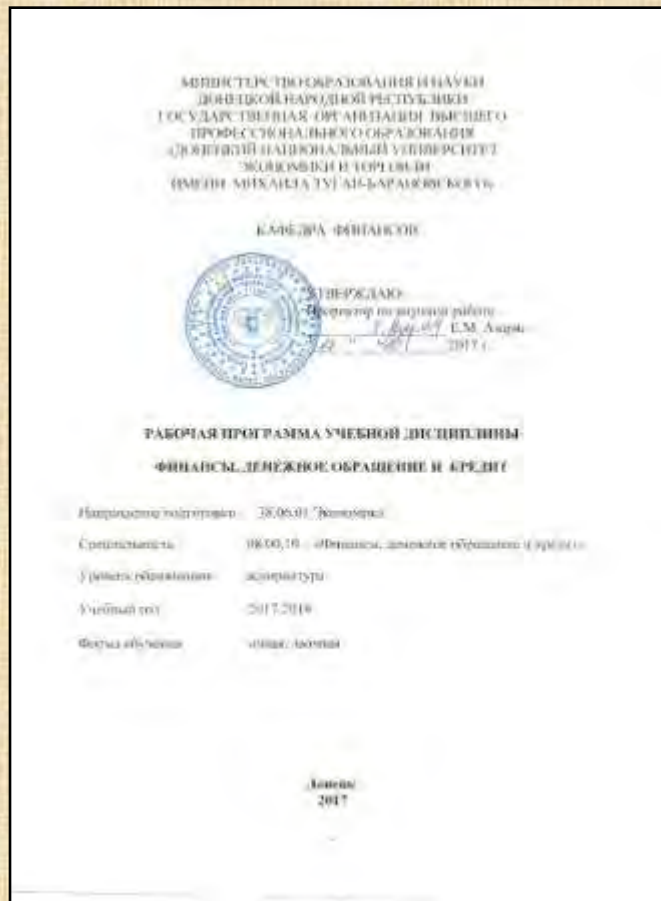 МИНИСТЕРСТВО ОБРАЗОВАНИЯ И НАУКИ
ДОНЕЦКОЙ НАРОДНОЙ РЕСПУБЛИКИ
ГОСУДАРСТВЕННАЯ ОРГАНИЗАЦИЯ ВЫСШЕГО
ПРОФЕССИОНАЛЬНОГО ОБРАЗОВАНИЯ
«ДОНЕЦКИЙ НАЦИОНАЛЬНЫЙ УНИВЕРСИТЕТ
ЭКОНОМИКИ И ТОРГОВЛИ
ИМЕНИ МИХАИЛА ТУГАН-БАРАНОВСКОГО»
КАФЕДРА ФИНАНСОВ
УТВЕРЖДАЮ
Проректор по научной работе
Е.М. Азарян
2017 г.
РАБОЧАЯ ПРОГРАММА УЧЕБНОЙ ДИСЦИПЛИНЫ
ФИНАНСЫ, ДЕНЕЖНОЕ ОБРАЩЕНИЕ И КРЕДИТ
Направление подготовки 38.06.01 Экономика
Специальность 08.00.10 «Финансы, денежное обращение и кредит»
Уровень образования аспирантура
Учебный год 2017-2018
Форма обучения очная, заочная
Донецк
2017